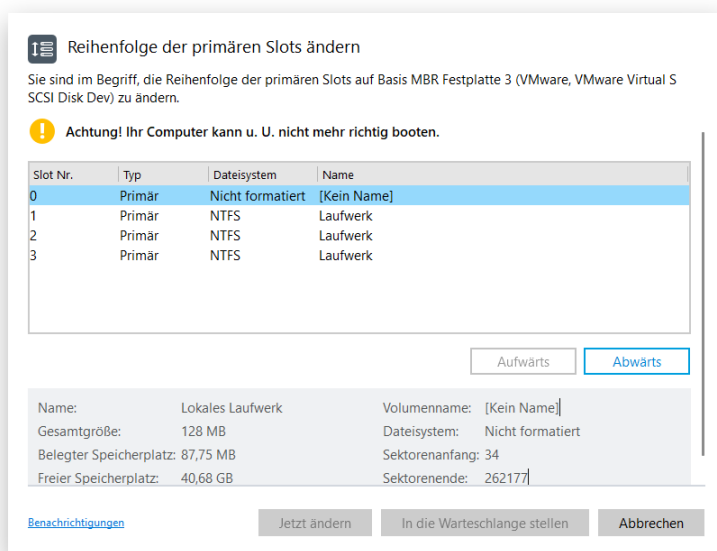 Reihenfolge der primären Slots ändern
Sie sind im Begriff, die Reihenfolge der primären Slots auf Basis MBR Festplatte 3 (VMware, VMware Virtual S
SCSI Disk Dev) zu ändern.
Achtung! Ihr Computer kann u. U. nicht mehr richtig booten.
Slot Nr. Typ Dateisystem Name
0 Primär Nicht formatiert [Kein Name]
1 Primär NTFS Laufwerk
2 Primär NTFS Laufwerk
3 Primär NTFS Laufwerk
Aufwärts Abwärts
Name: Lokales Laufwerk Volumenname: [Kein Name]
Gesamtgröße: 128 MB Dateisystem: Nicht formatiert
Belegter Speicherplatz: 87,75 MB Sektorenanfang: 34
Freier Speicherplatz: 40,68 GB Sektorenende: 262177
Benachrichtigungen Jetzt ändern In die Warteschlange stellen Abbrechen